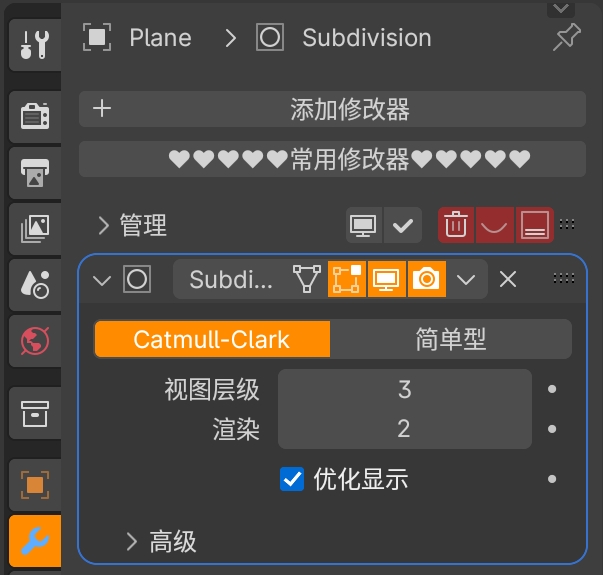 Plane > Subdivision
+ 添加修改器
♥♥♥♥♥常用修改器♥♥♥♥♥
管理
Subdi...
Catmull-Clark 简单型
视图层级 3
渲染 2
优化显示
高级